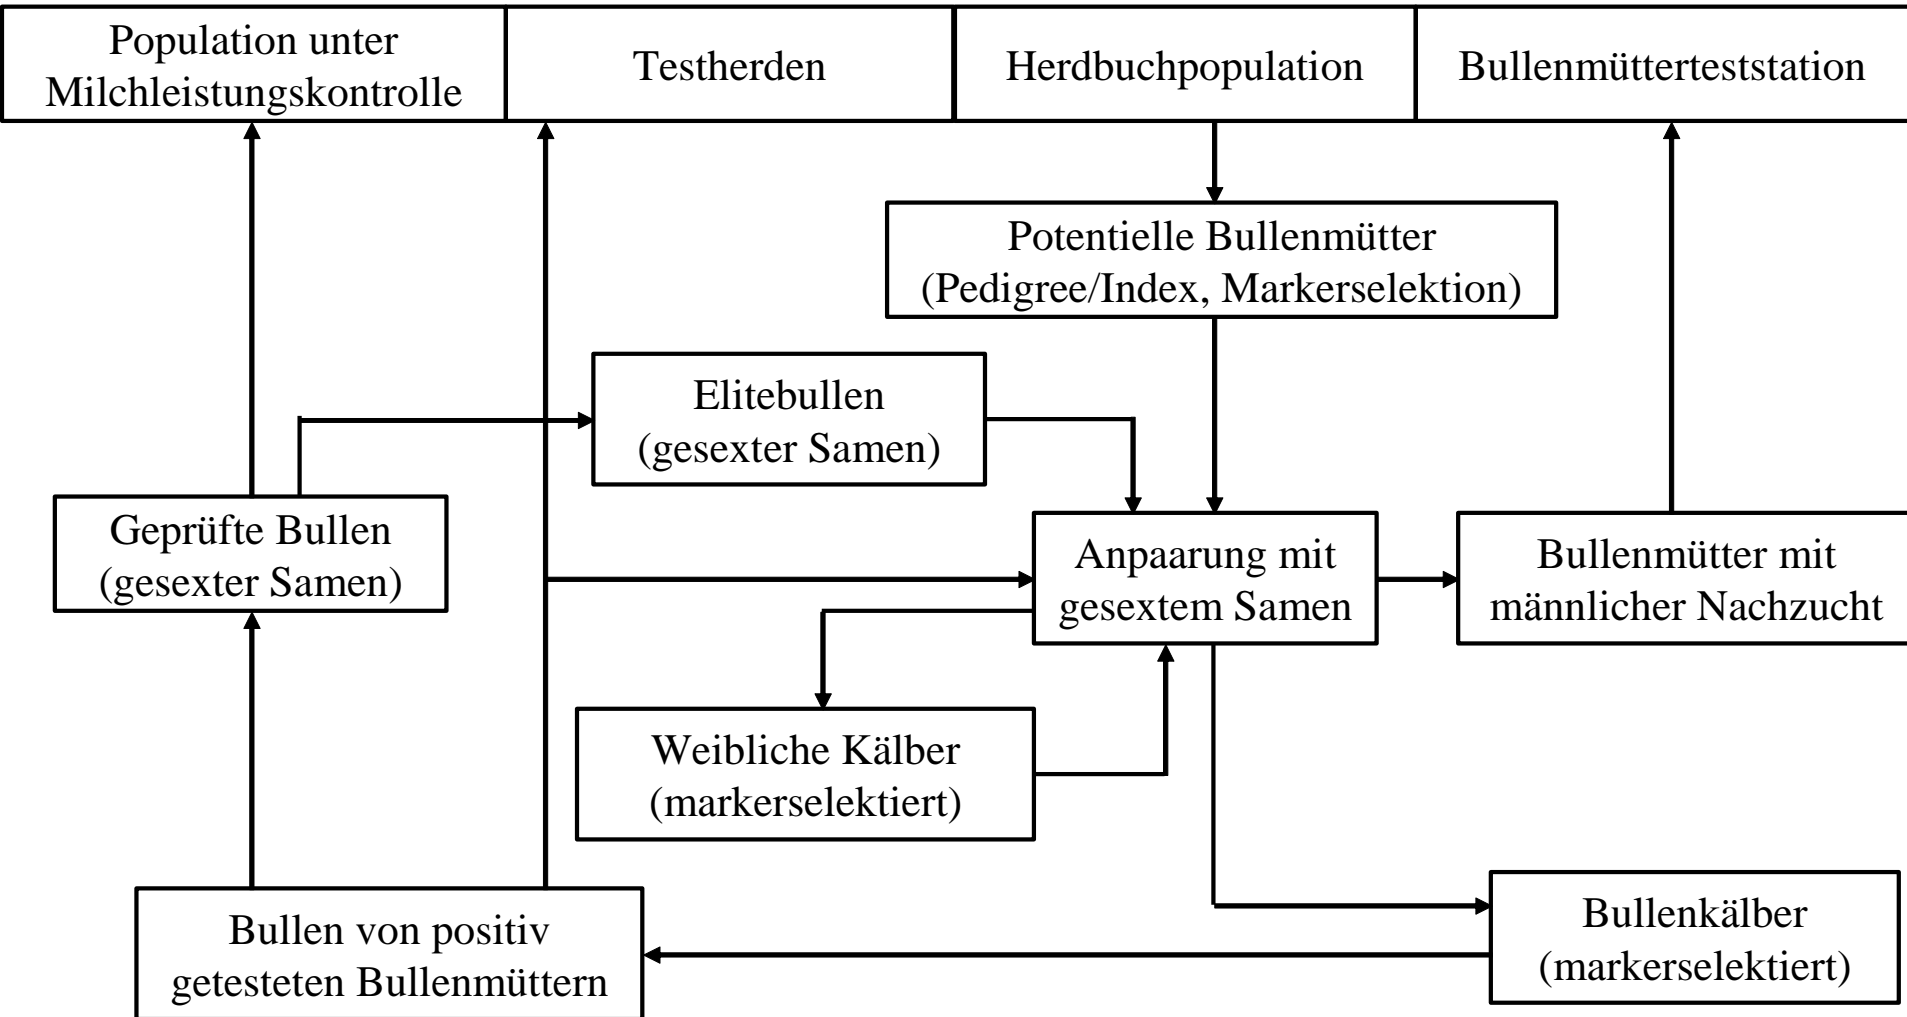 Population unter
Milchleistungskontrolle
Testherden
Herdbuchpopulation
Bullenmütterteststation
Potentielle Bullenmütter
(Pedigree/Index, Markerselektion)
Elitebullen
(gesexter Samen)
Geprüfte Bullen
(gesexter Samen)
Anpaarung mit
gesextem Samen
Bullenmütter mit
männlicher Nachzucht
Weibliche Kälber
(markerselektiert)
Bullen von positiv
getesteten Bullenmüttern
Bullenkälber
(markerselektiert)